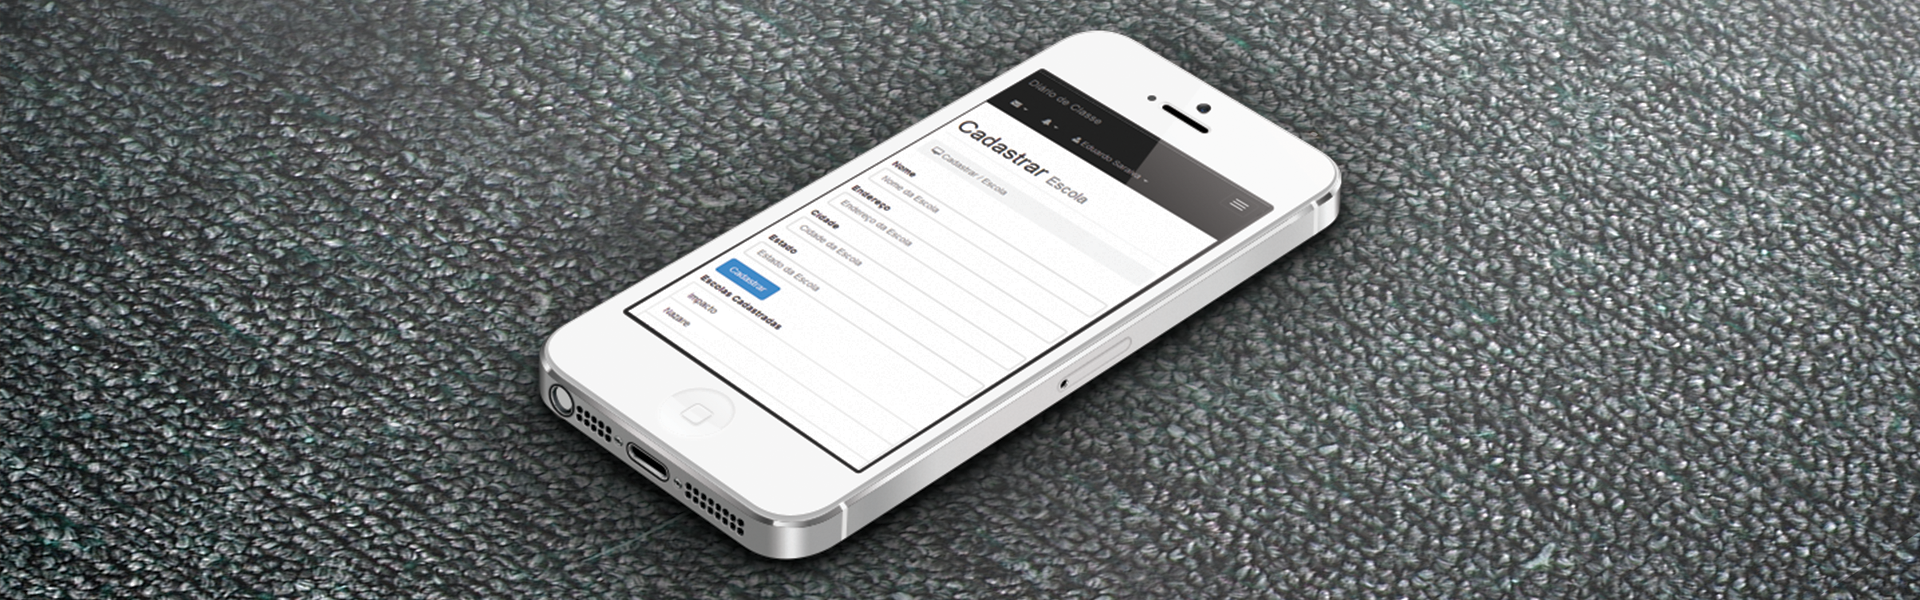 Diário de Classe
Eduardo Saraiva
Cadastrar Escola
Cadastrar / Escola
Nome
Nome da Escola
Endereço
Endereço da Escola
Cidade
Cidade da Escola
Estado
Estado da Escola
Cadastrar
Escolas Cadastradas
Impacto
Nazare